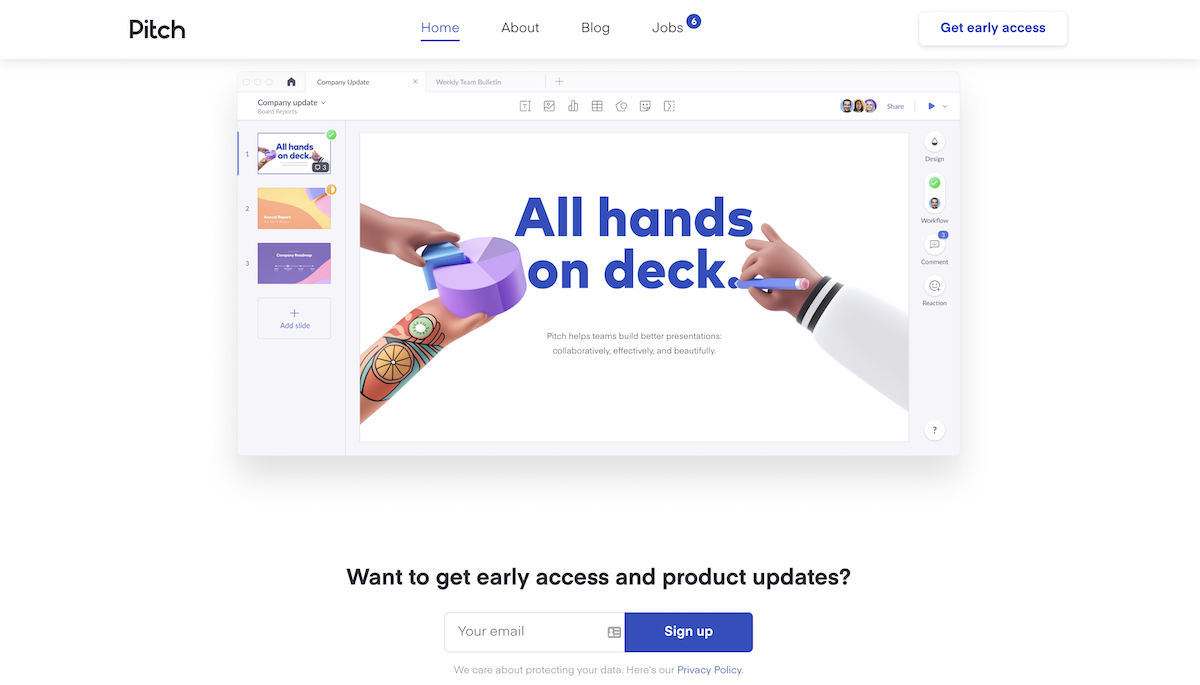 Pitch
Home
About
Blog
Jobs
6
Get early access
Company Update
Weekly Team Bulletin
Company update
Board Reports
Share
1
All hands
on deck.
3
2
Annual Report
3
Company Roadmap
Add slide
All hands
on deck.
Pitch helps teams build better presentations:
collaboratively, effectively, and beautifully.
Design
Workflow
3
Comment
Reaction
?
Want to get early access and product updates?
Your email
Sign up
We care about protecting your data. Here's our Privacy Policy.